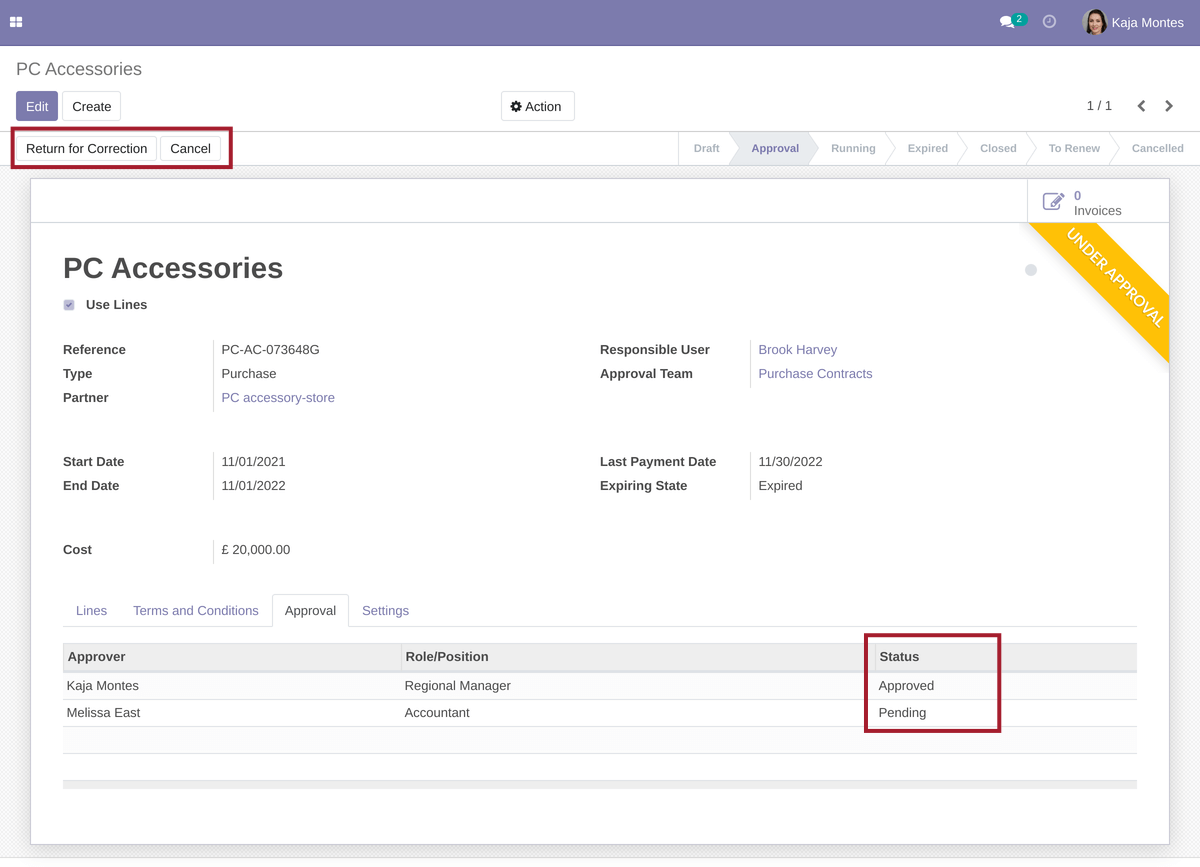 2
Kaja Montes
PC Accessories
Edit Create Action 1 / 1
Return for Correction Cancel Draft Approval Running Expired Closed To Renew Cancelled
0
Invoices
UNDER APPROVAL
PC Accessories
Use Lines
Reference PC-AC-073648G Responsible User Brook Harvey
Type Purchase Approval Team Purchase Contracts
Partner PC accessory-store
Start Date 11/01/2021 Last Payment Date 11/30/2022
End Date 11/01/2022 Expiring State Expired
Cost £ 20,000.00
Lines Terms and Conditions Approval Settings
Approver Role/Position Status
Kaja Montes Regional Manager Approved
Melissa East Accountant Pending